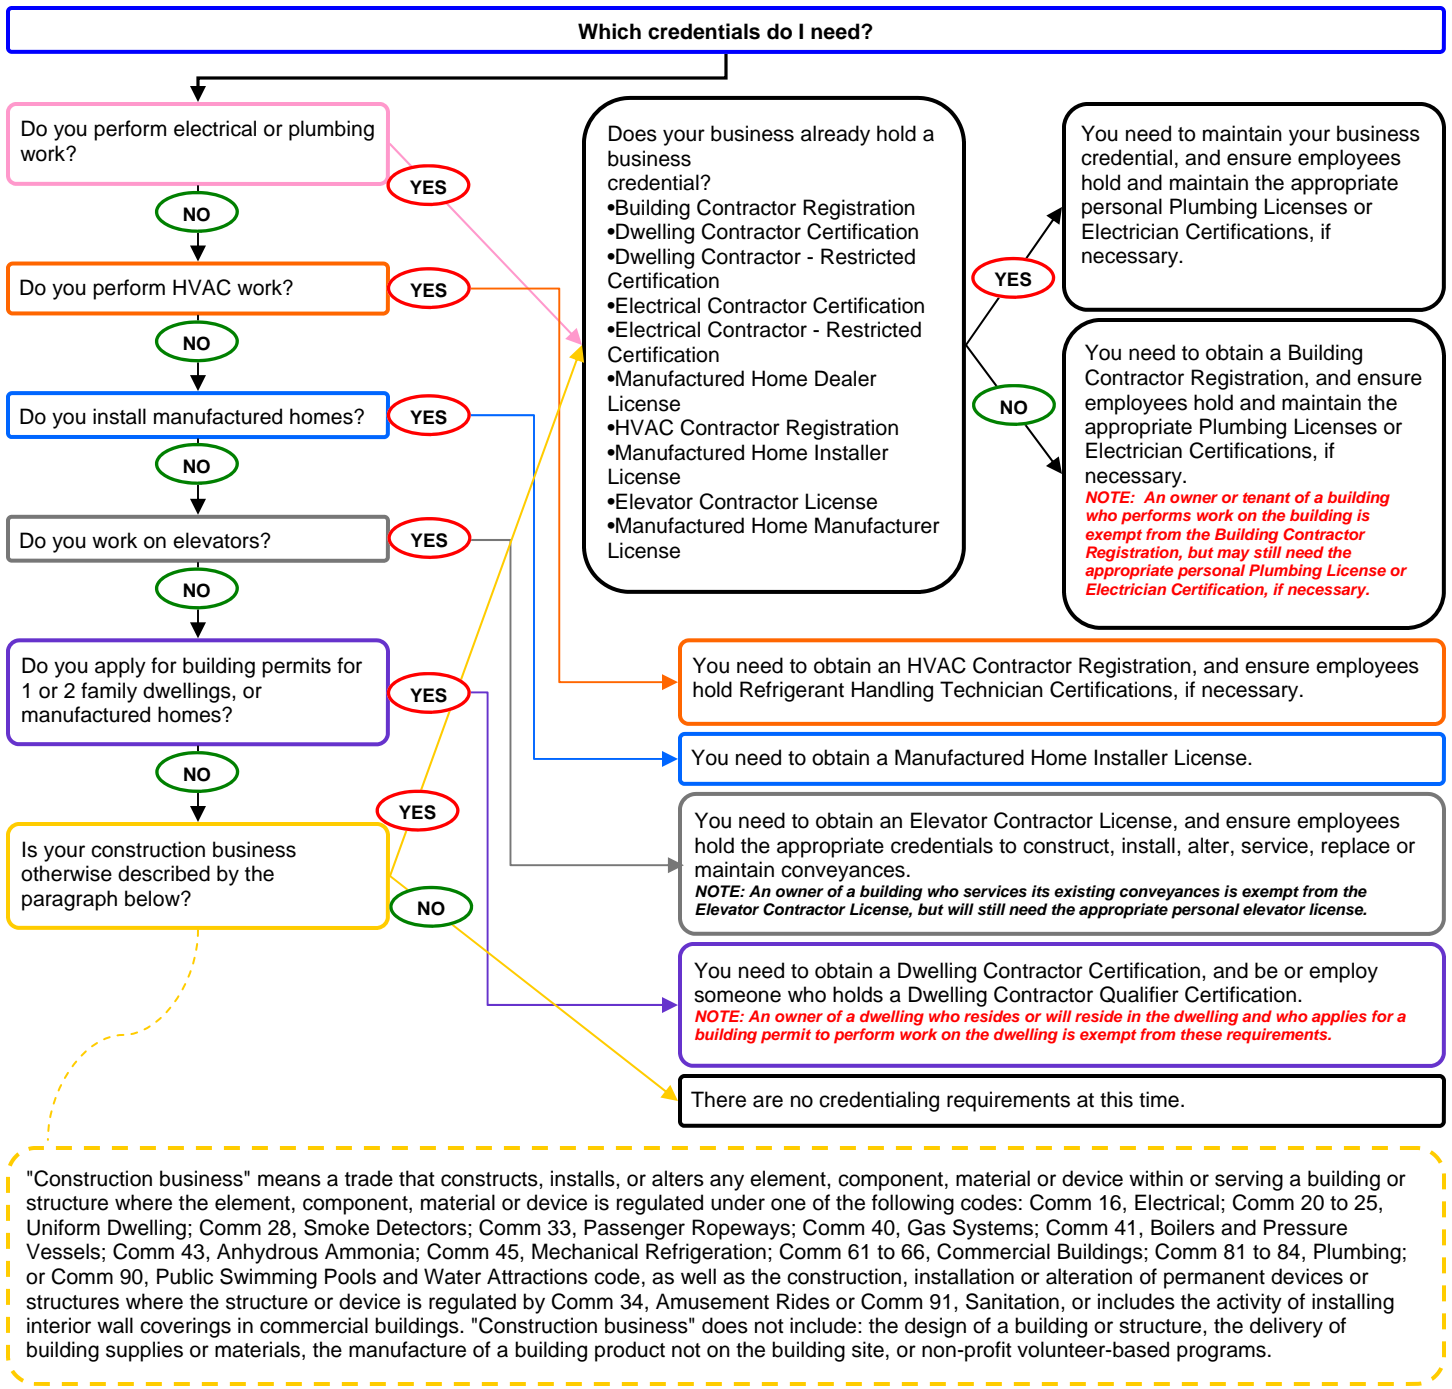 Which credentials do I need?
Do you perform electrical or plumbing
work?
YES
NO
Do you perform HVAC work?
YES
NO
Do you install manufactured homes?
YES
NO
Do you work on elevators?
YES
NO
Do you apply for building permits for
1 or 2 family dwellings, or
manufactured homes?
YES
NO
Is your construction business
otherwise described by the
paragraph below?
YES
NO
Does your business already hold a
business
credential?
•Building Contractor Registration
•Dwelling Contractor Certification
•Dwelling Contractor - Restricted
Certification
•Electrical Contractor Certification
•Electrical Contractor - Restricted
Certification
•Manufactured Home Dealer
License
•HVAC Contractor Registration
•Manufactured Home Installer
License
•Elevator Contractor License
•Manufactured Home Manufacturer
License
YES
NO
You need to maintain your business
credential, and ensure employees
hold and maintain the appropriate
personal Plumbing Licenses or
Electrician Certifications, if
necessary.
You need to obtain a Building
Contractor Registration, and ensure
employees hold and maintain the
appropriate Plumbing Licenses or
Electrician Certifications, if
necessary.
NOTE:  An owner or tenant of a building
who performs work on the building is
exempt from the Building Contractor
Registration, but may still need the
appropriate personal Plumbing License or
Electrician Certification, if necessary.
You need to obtain an HVAC Contractor Registration, and ensure employees
hold Refrigerant Handling Technician Certifications, if necessary.
You need to obtain a Manufactured Home Installer License.
You need to obtain an Elevator Contractor License, and ensure employees
hold the appropriate credentials to construct, install, alter, service, replace or
maintain conveyances.
NOTE: An owner of a building who services its existing conveyances is exempt from the
Elevator Contractor License, but will still need the appropriate personal elevator license.
You need to obtain a Dwelling Contractor Certification, and be or employ
someone who holds a Dwelling Contractor Qualifier Certification.
NOTE: An owner of a dwelling who resides or will reside in the dwelling and who applies for a
building permit to perform work on the dwelling is exempt from these requirements.
There are no credentialing requirements at this time.
"Construction business" means a trade that constructs, installs, or alters any element, component, material or device within or serving a building or
structure where the element, component, material or device is regulated under one of the following codes: Comm 16, Electrical; Comm 20 to 25,
Uniform Dwelling; Comm 28, Smoke Detectors; Comm 33, Passenger Ropeways; Comm 40, Gas Systems; Comm 41, Boilers and Pressure
Vessels; Comm 43, Anhydrous Ammonia; Comm 45, Mechanical Refrigeration; Comm 61 to 66, Commercial Buildings; Comm 81 to 84, Plumbing;
or Comm 90, Public Swimming Pools and Water Attractions code, as well as the construction, installation or alteration of permanent devices or
structures where the structure or device is regulated by Comm 34, Amusement Rides or Comm 91, Sanitation, or includes the activity of installing
interior wall coverings in commercial buildings. "Construction business" does not include: the design of a building or structure, the delivery of
building supplies or materials, the manufacture of a building product not on the building site, or non-profit volunteer-based programs.